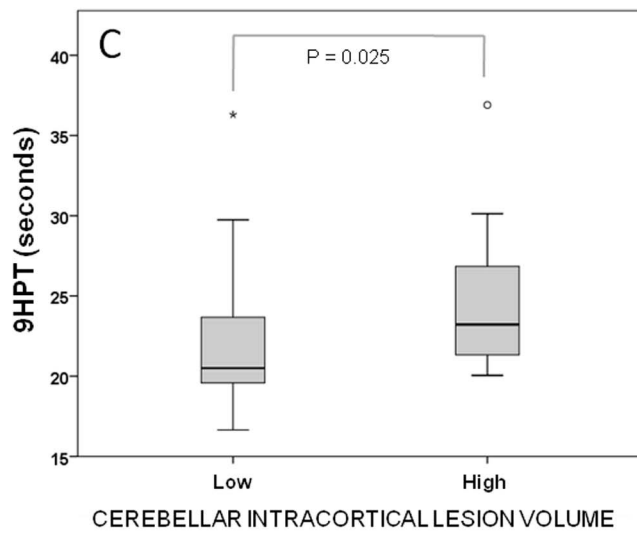 C
P = 0.025
40
35
30
25
20
15
9HPT (seconds)
*
Low
High
CEREBELLAR INTRACORTICAL LESION VOLUME